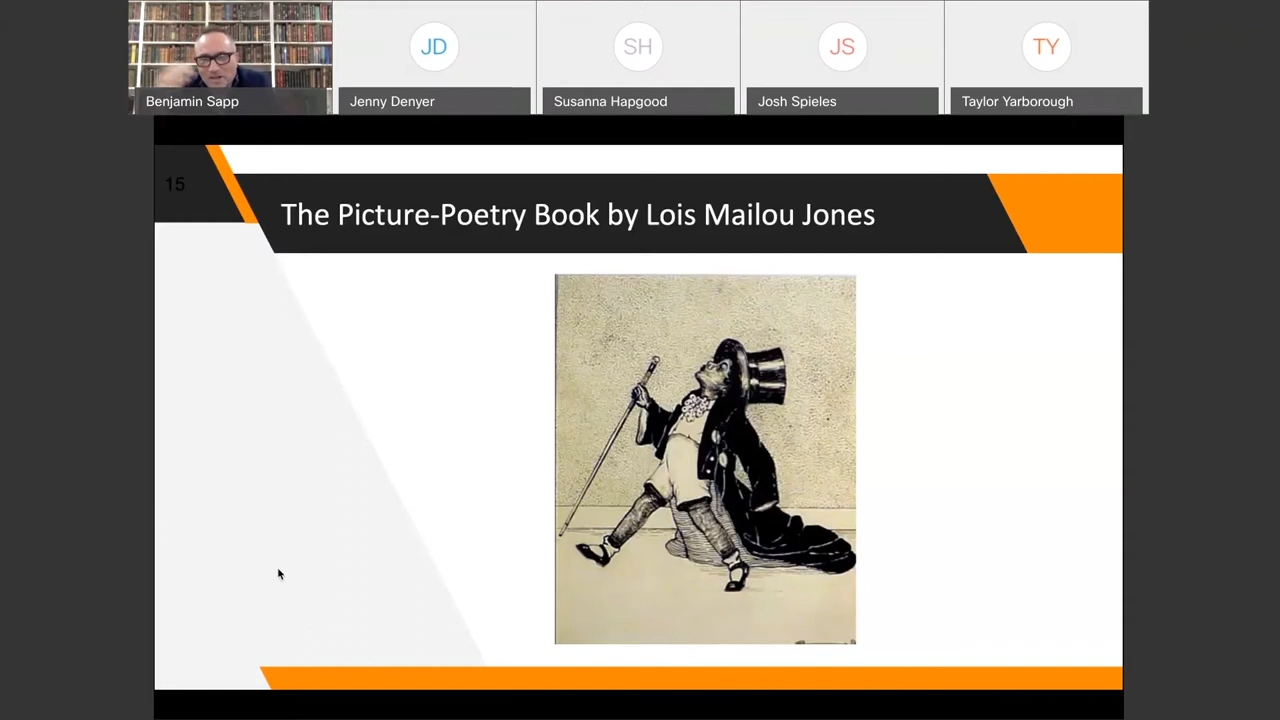 JD
SH
JS
TY
Benjamin Sapp
Jenny Denyer
Susanna Hapgood
Josh Spieles
Taylor Yarborough
15
The Picture-Poetry Book by Lois Mailou Jones